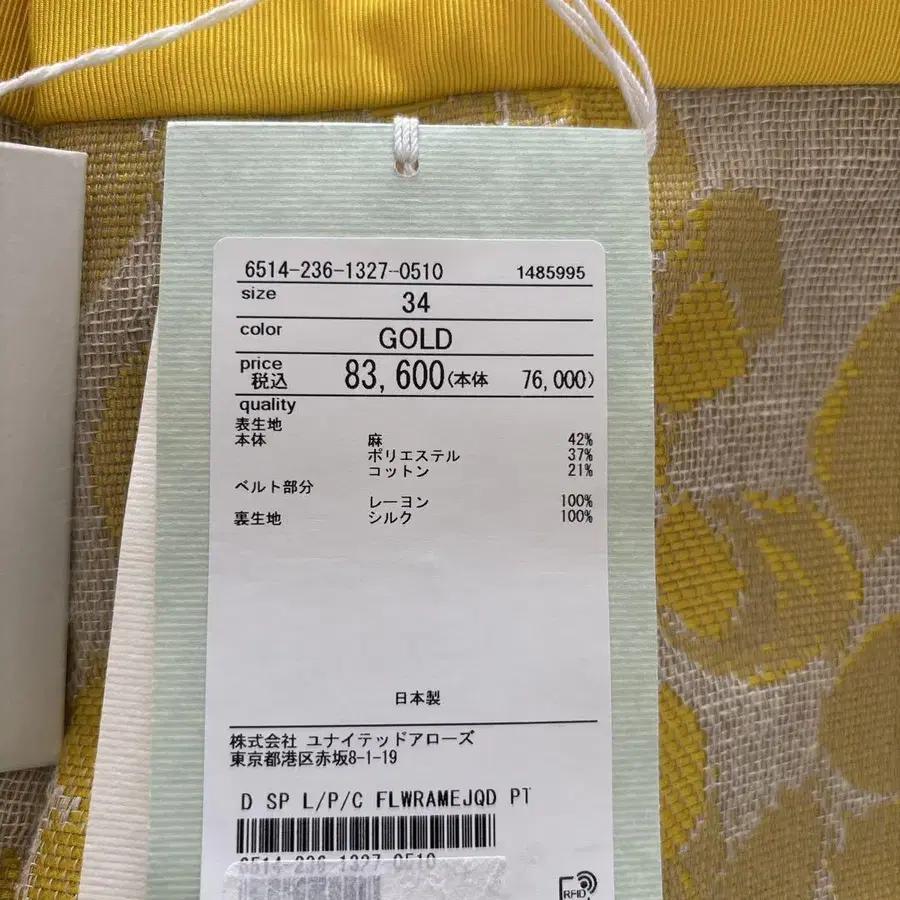 6514-236-1327-0510 1485995
size 34
color GOLD
price
税込 83,600(本体 76,000)
quality
表生地
本体 麻 42%
ポリエステル 37%
コットン 21%
ベルト部分
レーヨン 100%
裏生地 シルク 100%
日本製
株式会社 ユナイテッドアローズ
東京都港区赤坂8-1-19
D SP L/P/C FLWRAMEJQD PT
6514-236-1327-0510
RFID